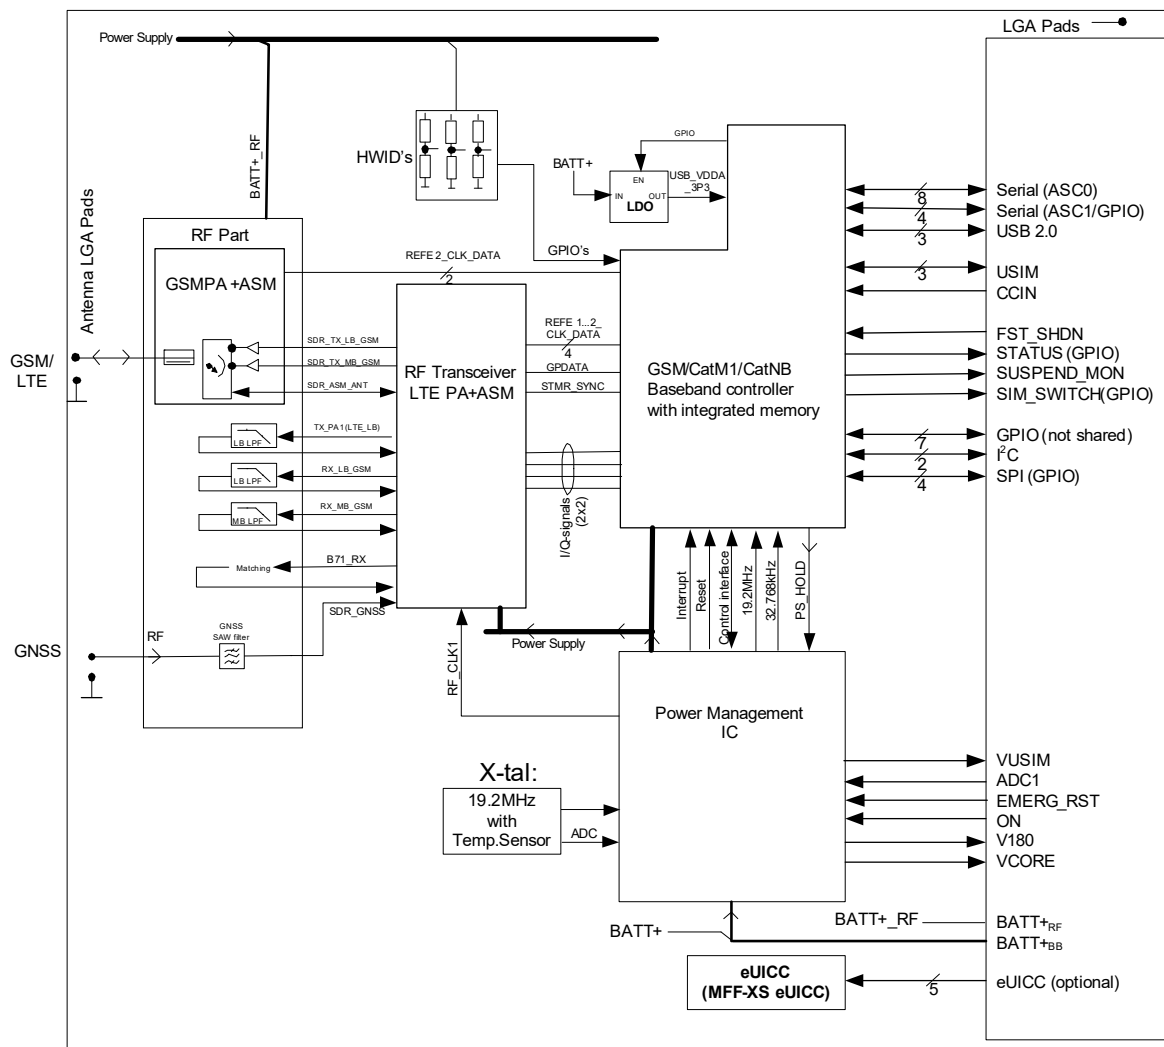 LGA Pads
Power Supply
BATT+_RF
HWID's
GPIO
BATT+
EN
IN
OUT
LDO
USB_VDDA
_3P3
GPIO's
Antenna LGA Pads
RF Part
GSMPA +ASM
REFE 2_CLK_DATA
2
GSM/
LTE
SDR_TX_LB_GSM
SDR_TX_MB_GSM
SDR_ASM_ANT
TX_PA1(LTE_LB)
LB LPF
RX_LB_GSM
LB LPF
RX_MB_GSM
MB LPF
B71_RX
Matching
SDR_GNSS
GNSS
SAW filter
RF
GNSS
RF Transceiver
LTE PA+ASM
REFE 1...2_
CLK_DATA
4
GPDATA
STMR_SYNC
I/Q-signals
(2x2)
GSM/CatM1/CatNB
Baseband controller
with integrated memory
8
Serial (ASC0)
4
Serial (ASC1/GPIO)
3
USB 2.0
3
USIM
CCIN
FST_SHDN
STATUS (GPIO)
SUSPEND_MON
SIM_SWITCH(GPIO)
7
GPIO (not shared)
2
I2C
4
SPI (GPIO)
Interrupt
Reset
Control interface
19.2MHz
32.768kHz
PS_HOLD
Power Supply
RF_CLK1
Power Management
IC
X-tal:
19.2MHz
with
Temp.Sensor
ADC
VUSIM
ADC1
EMERG_RST
ON
V180
VCORE
BATT+_RF
BATT+RF
BATT+
BATT+BB
eUICC
(MFF-XS eUICC)
5
eUICC (optional)